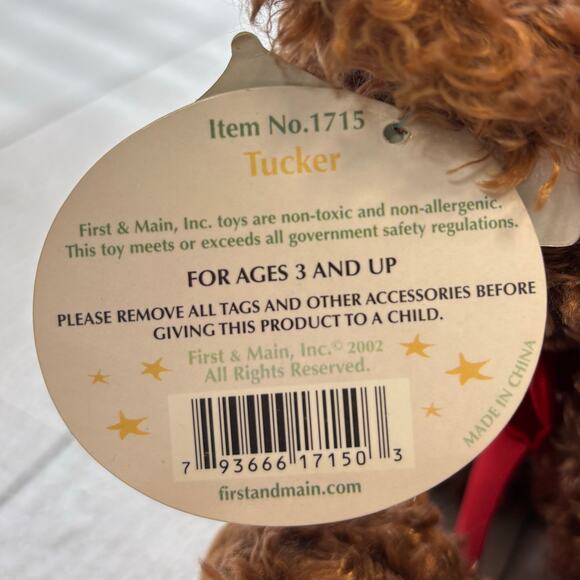 Item No.1715
Tucker
First & Main, Inc. toys are non-toxic and non-allergenic.
This toy meets or exceeds all government safety regulations.
FOR AGES 3 AND UP
PLEASE REMOVE ALL TAGS AND OTHER ACCESSORIES BEFORE
GIVING THIS PRODUCT TO A CHILD.
First & Main, Inc.© 2002
All Rights Reserved.
MADE IN CHINA
7 93666 17150 3
firstandmain.com